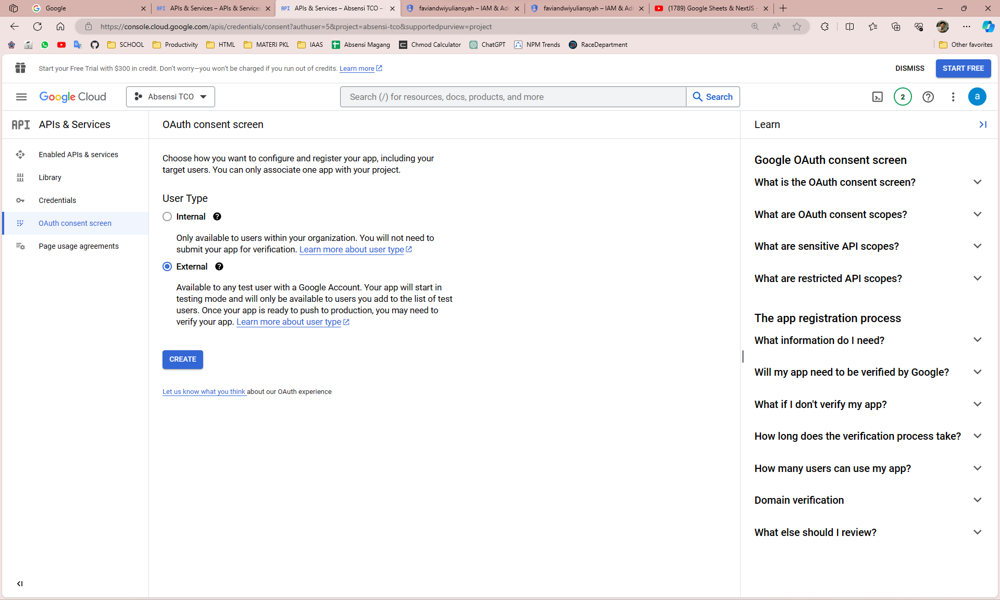 Google
APIs & Services – APIs & Services
APIs & Services – Absensi TCO –
faviandwiyuliansyah – IAM & Ad
faviandwiyuliansyah – IAM & Ad
(1789) Google Sheets & NextJS -
https://console.cloud.google.com/apis/credentials/consent?authuser=5&project=absensi-tco&supportedpurview=project
SCHOOL
Productivity
HTML
MATERI PKL
IAAS
Absensi Magang
Chmod Calculator
ChatGPT
NPM Trends
RaceDepartment
Other favorites
Start your Free Trial with $300 in credit. Don't worry—you won't be charged if you run out of credits. Learn more
DISMISS
START FREE
Google Cloud
Absensi TCO
Search (/) for resources, docs, products, and more
Search
2
a
API
APIs & Services
Enabled APIs & services
Library
Credentials
OAuth consent screen
Page usage agreements
OAuth consent screen
Choose how you want to configure and register your app, including your
target users. You can only associate one app with your project.
User Type
Internal
Only available to users within your organization. You will not need to
submit your app for verification. Learn more about user type
External
Available to any test user with a Google Account. Your app will start in
testing mode and will only be available to users you add to the list of test
users. Once your app is ready to push to production, you may need to
verify your app. Learn more about user type
CREATE
Let us know what you think about our OAuth experience
Learn
Google OAuth consent screen
What is the OAuth consent screen?
What are OAuth consent scopes?
What are sensitive API scopes?
What are restricted API scopes?
The app registration process
What information do I need?
Will my app need to be verified by Google?
What if I don't verify my app?
How long does the verification process take?
How many users can use my app?
Domain verification
What else should I review?